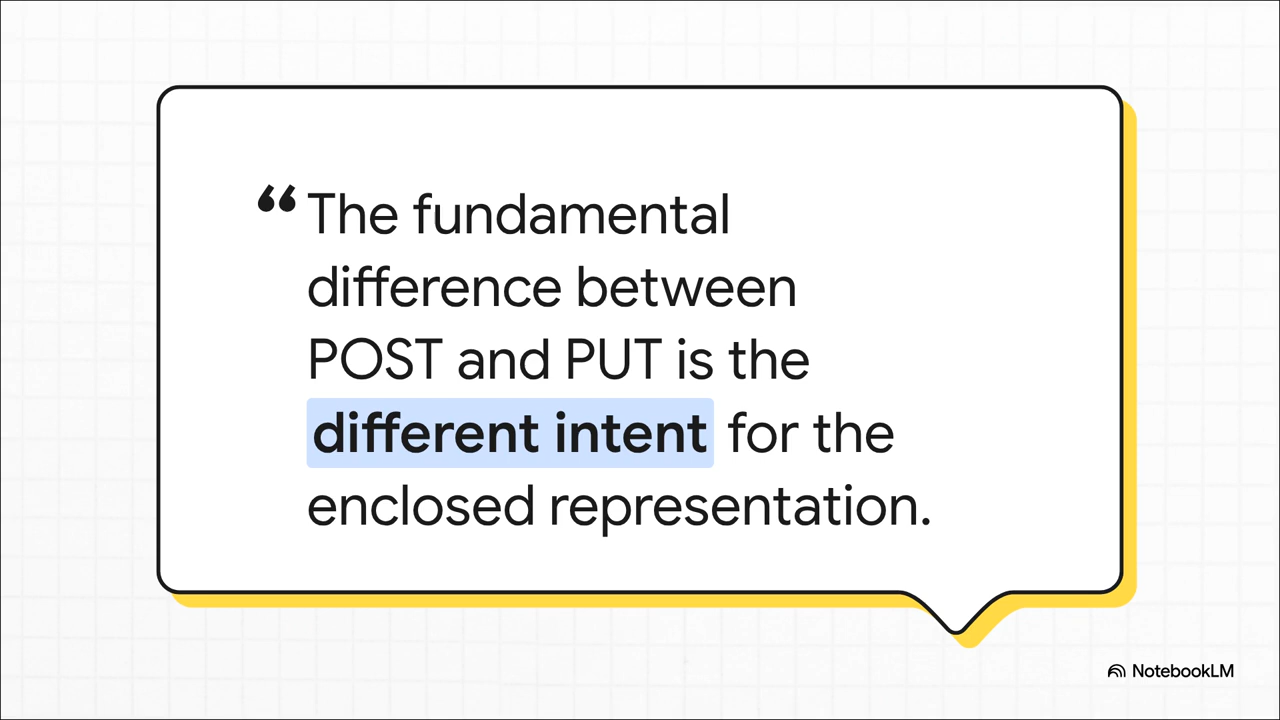 “The fundamental
difference between
POST and PUT is the
different intent for the
enclosed representation.
NotebookLM